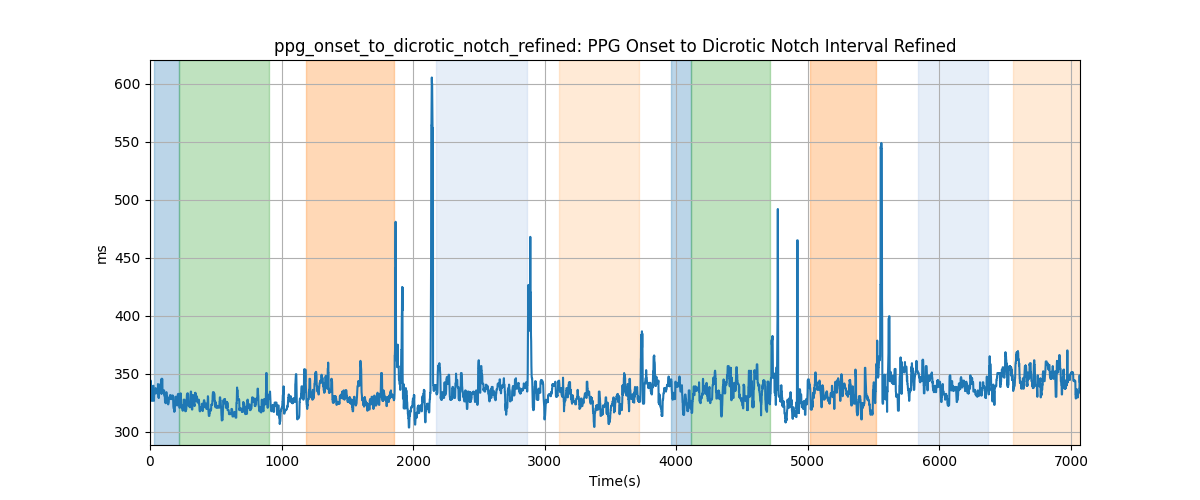 ppg_onset_to_dicrotic_notch_refined: PPG Onset to Dicrotic Notch Interval Refined
600
550
500
450
400
350
300
ms
0 1000 2000 3000 4000 5000 6000 7000
Time(s)